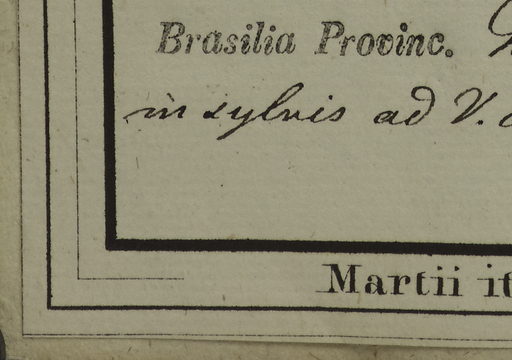 Brasilia Provinc.
in sylvis ad V.
Martii it